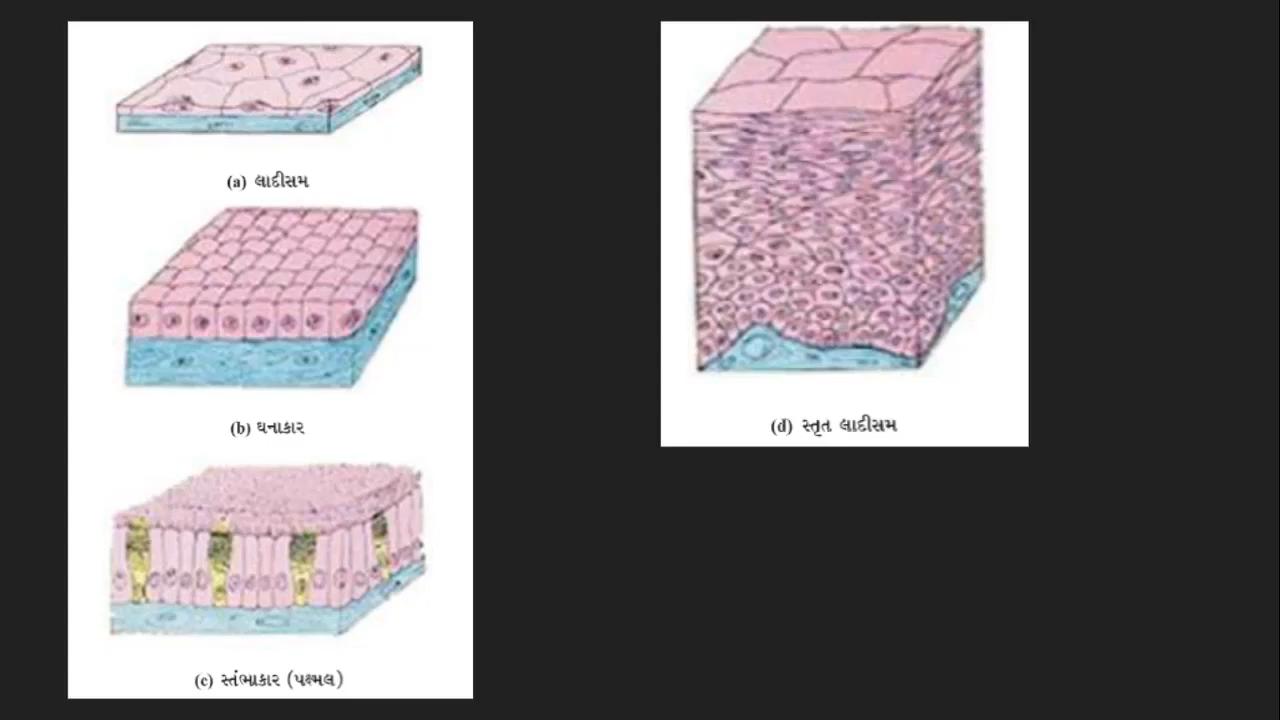 (a) લાદીસમ
(b) ઘનાકાર
(c) સ્તંભાકાર (પક્ષ્મલ)
(d) સ્તૃત લાદીસમ